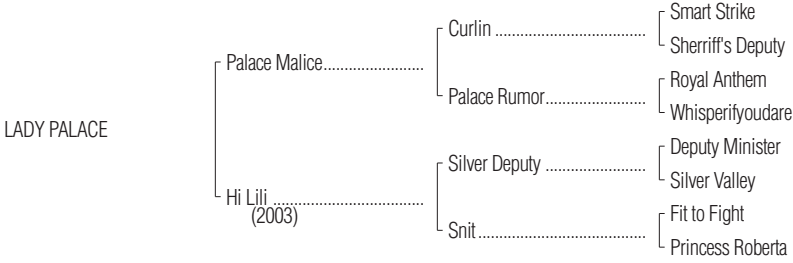 Smart Strike
Curlin ......................................
Sherriff's Deputy
Palace Malice.........................
Royal Anthem
Palace Rumor.........................
Whisperifyoudare
LADY PALACE
Deputy Minister
Silver Deputy .........................
Silver Valley
Hi Lili ......................................
(2003)
Fit to Fight
Snit..........................................
Princess Roberta